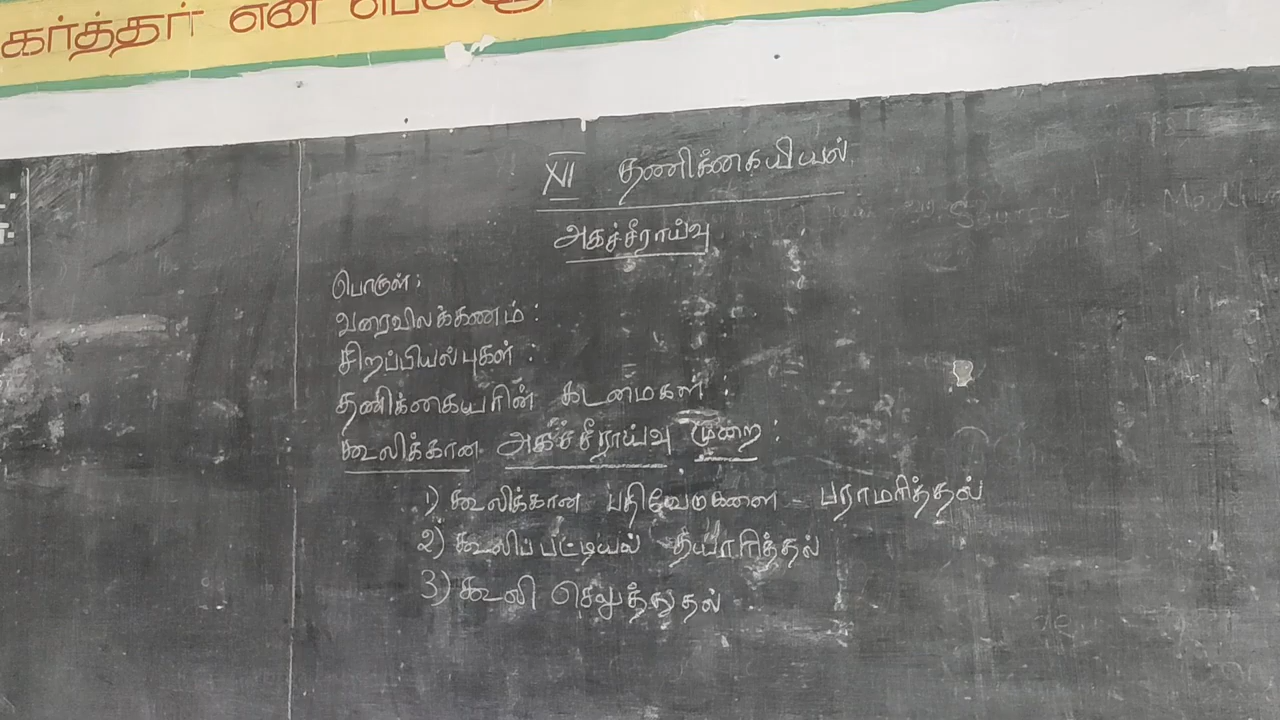 கர்த்தர் என்
XII தணிக்கையியல்
அகச்சீராய்வு
பொருள் :
வரைவிலக்கணம் :
சிறப்பியல்புகள் :
தணிக்கையரின் கடமைகள் :
கூலிக்கான அகச்சீராய்வு முறை :
1) கூலிக்கான பதிவேடுகளை - பராமரித்தல்
2) கூலிப்பட்டியல் தயாரித்தல்
3) கூலி செலுத்துதல்